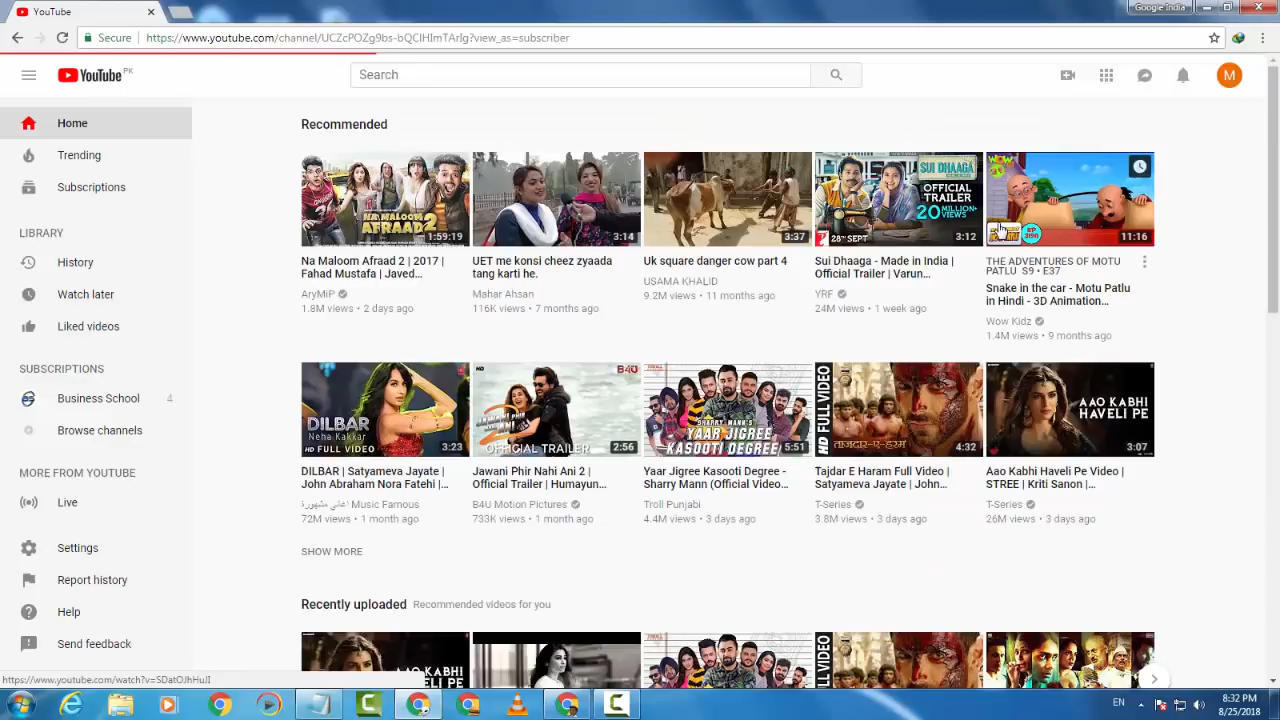 YouTube
Google India
Secure
https://www.youtube.com/channel/UCZcPOZg9bs-bQClHImTArIg?view_as=subscriber
YouTube PK
Search
M
Home
Trending
Subscriptions
LIBRARY
History
Watch later
Liked videos
SUBSCRIPTIONS
Business School 4
Browse channels
MORE FROM YOUTUBE
Live
Settings
Report history
Help
Send feedback
Recommended
NA MALOOM AFRAAD 2
1:59:19
Na Maloom Afraad 2 | 2017 |
Fahad Mustafa | Javed...
AryMiP
1.8M views • 2 days ago
3:14
UET me konsi cheez zyaada
tang karti he.
Mahar Ahsan
116K views • 7 months ago
3:37
Uk square danger cow part 4
USAMA KHALID
9.2M views • 11 months ago
SUI DHAAGA
OFFICIAL
TRAILER
20 MILLION+
VIEWS
28TH SEPT
3:12
Sui Dhaaga - Made in India |
Official Trailer | Varun...
YRF
24M views • 1 week ago
WOW
11:16
THE ADVENTURES OF MOTU
PATLU S9 • E37
Snake in the car - Motu Patlu
in Hindi - 3D Animation...
Wow Kidz
1.4M views • 9 months ago
DILBAR
Neha Kakkar
HD FULL VIDEO
3:23
DILBAR | Satyameva Jayate |
John Abraham Nora Fatehi |...
اغاني مشهورة Music Famous
72M views • 1 month ago
HD
B4U
OFFICIAL TRAILER
2:56
Jawani Phir Nahi Ani 2 |
Official Trailer | Humayun...
B4U Motion Pictures
733K views • 1 month ago
SHARRY MANN'S
YAAR JIGREE
KASOOTI DEGREE
5:51
Yaar Jigree Kasooti Degree -
Sharry Mann (Official Video...
Troll Punjabi
4.4M views • 3 days ago
HD FULL VIDEO
ताजदार-ए-हरम
4:32
Tajdar E Haram Full Video |
Satyameva Jayate | John...
T-Series
3.8M views • 3 days ago
AAO KABHI
HAVELI PE
3:07
Aao Kabhi Haveli Pe Video |
STREE | Kriti Sanon |...
T-Series
26M views • 3 days ago
SHOW MORE
Recently uploaded Recommended videos for you
AAO KABHI
https://www.youtube.com/watch?v=SDatOJhHuJI
EN
8:32 PM
8/25/2018